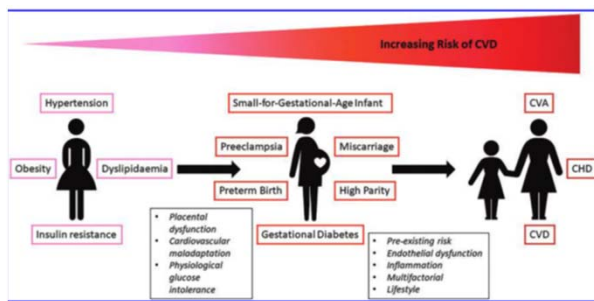 Increasing Risk of CVD
Hypertension
Obesity
Dyslipidaemia
Insulin resistance
Small-for-Gestational-Age Infant
Preeclampsia
Miscarriage
Preterm Birth
High Parity
Gestational Diabetes
CVA
CHD
CVD
• Placental
dysfunction
• Cardiovascular
maladaptation
• Physiological
glucose
intolerance
• Pre-existing risk
• Endothelial dysfunction
• Inflammation
• Multifactorial
• Lifestyle